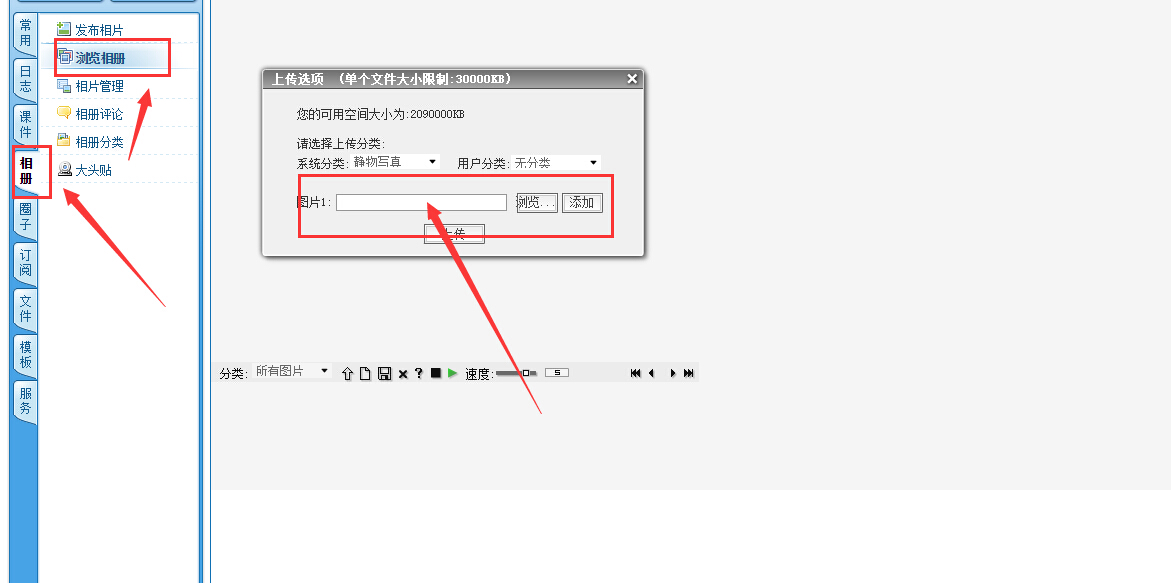 常用
日志
课件
相册
圈子
订阅
文件
模板
服务
发布相片
浏览相册
相片管理
相册评论
相册分类
大头贴
上传选项 (单个文件大小限制:30000KB)
您的可用空间大小为:2090000KB
请选择上传分类:
系统分类: 静物写真 用户分类: 无分类
图片1: 浏览... 添加
上传
分类: 所有图片 速度: 5